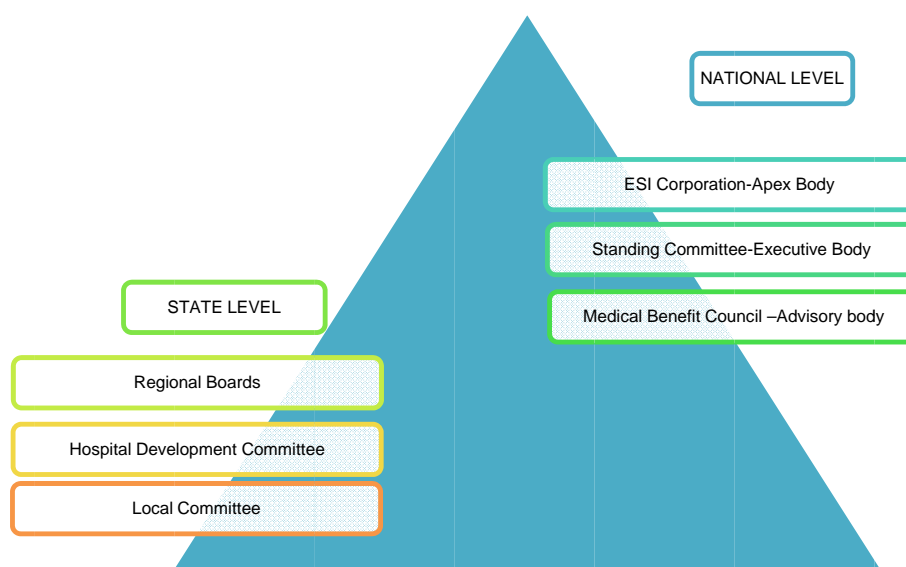 NATIONAL LEVEL
ESI Corporation-Apex Body
Standing Committee-Executive Body
Medical Benefit Council –Advisory body
STATE LEVEL
Regional Boards
Hospital Development Committee
Local Committee